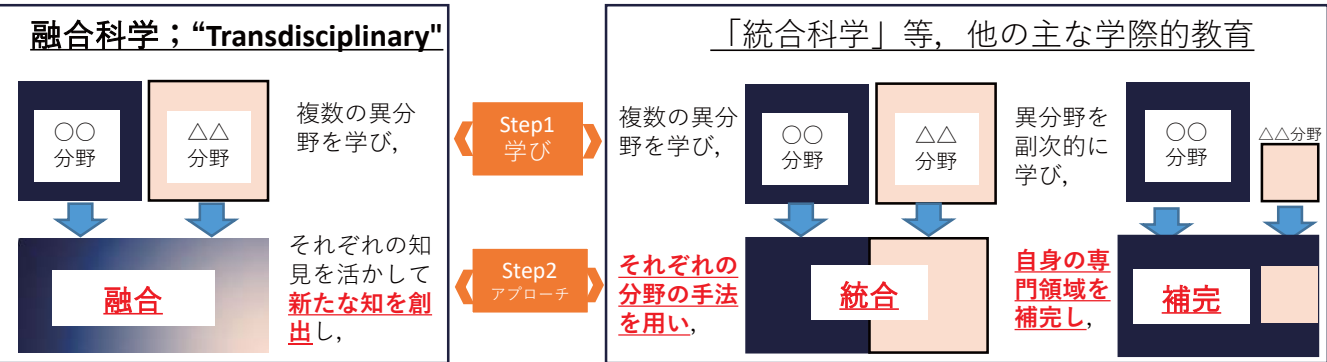 融合科学；“Transdisciplinary"
○○
分野
△△
分野
複数の異分
野を学び,
融合
それぞれの知
見を活かして
新たな知を創
出し,
Step1
学び
Step2
アプローチ
「統合科学」等，他の主な学際的教育
複数の異分
野を学び,
○○
分野
△△
分野
それぞれの
分野の手法
を用い,
統合
異分野を
副次的に
学び,
○○
分野
△△分野
自身の専
門領域を
補完し,
補完